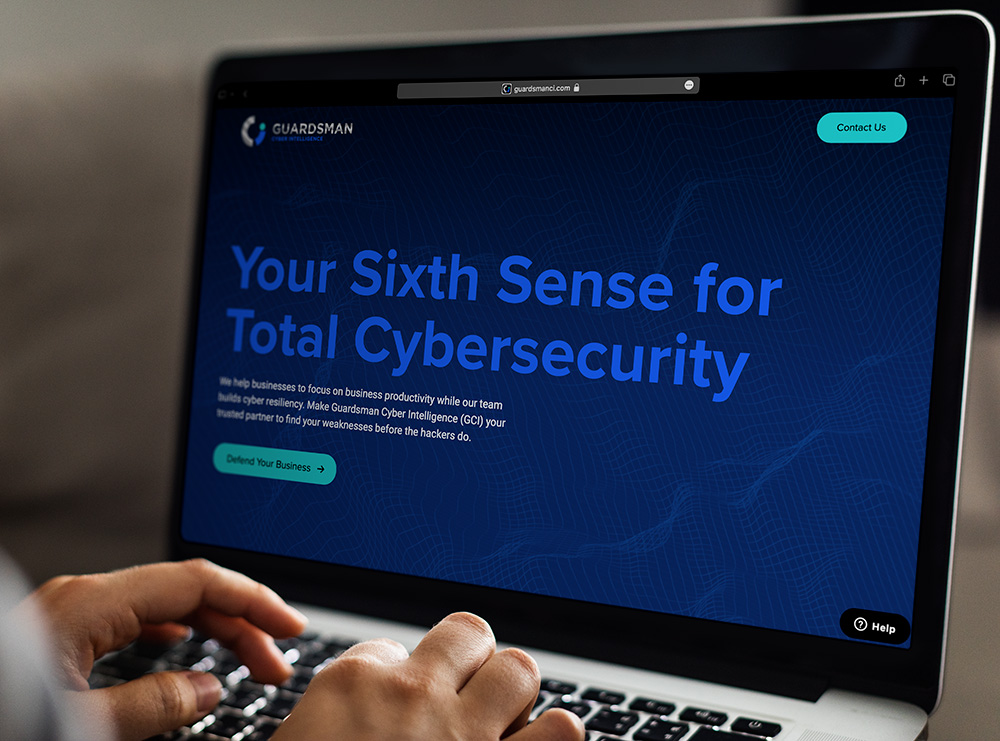 guardsmanci.com
GUARDSMAN
CYBER INTELLIGENCE
Contact Us
Your Sixth Sense for
Total Cybersecurity
We help businesses to focus on business productivity while our team
builds cyber resiliency. Make Guardsman Cyber Intelligence (GCI) your
trusted partner to find your weaknesses before the hackers do.
Defend Your Business →
Help